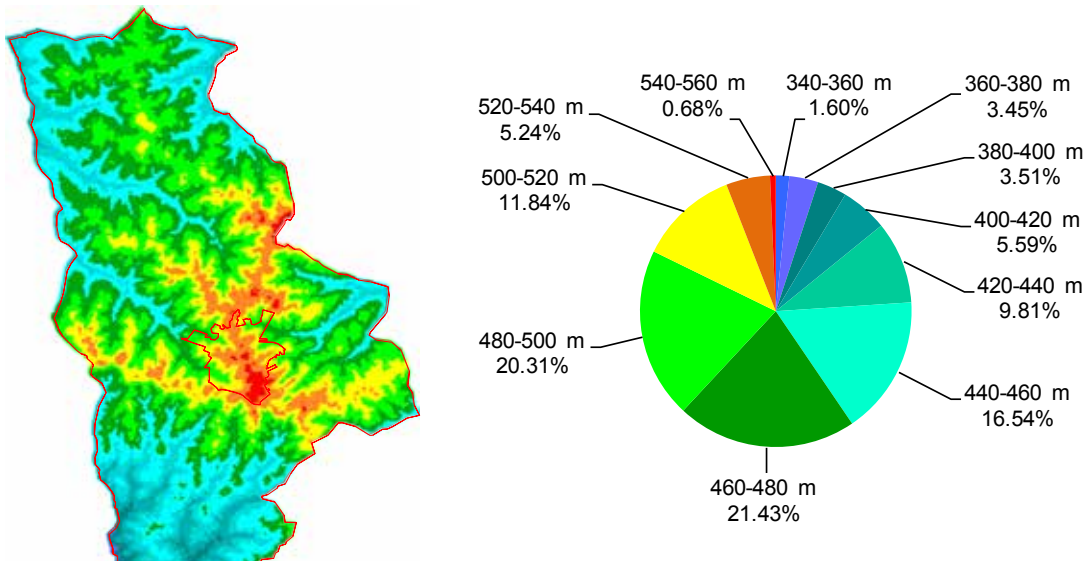 540-560 m
0.68%
340-360 m
1.60%
360-380 m
3.45%
520-540 m
5.24%
380-400 m
3.51%
500-520 m
11.84%
400-420 m
5.59%
420-440 m
9.81%
480-500 m
20.31%
440-460 m
16.54%
460-480 m
21.43%